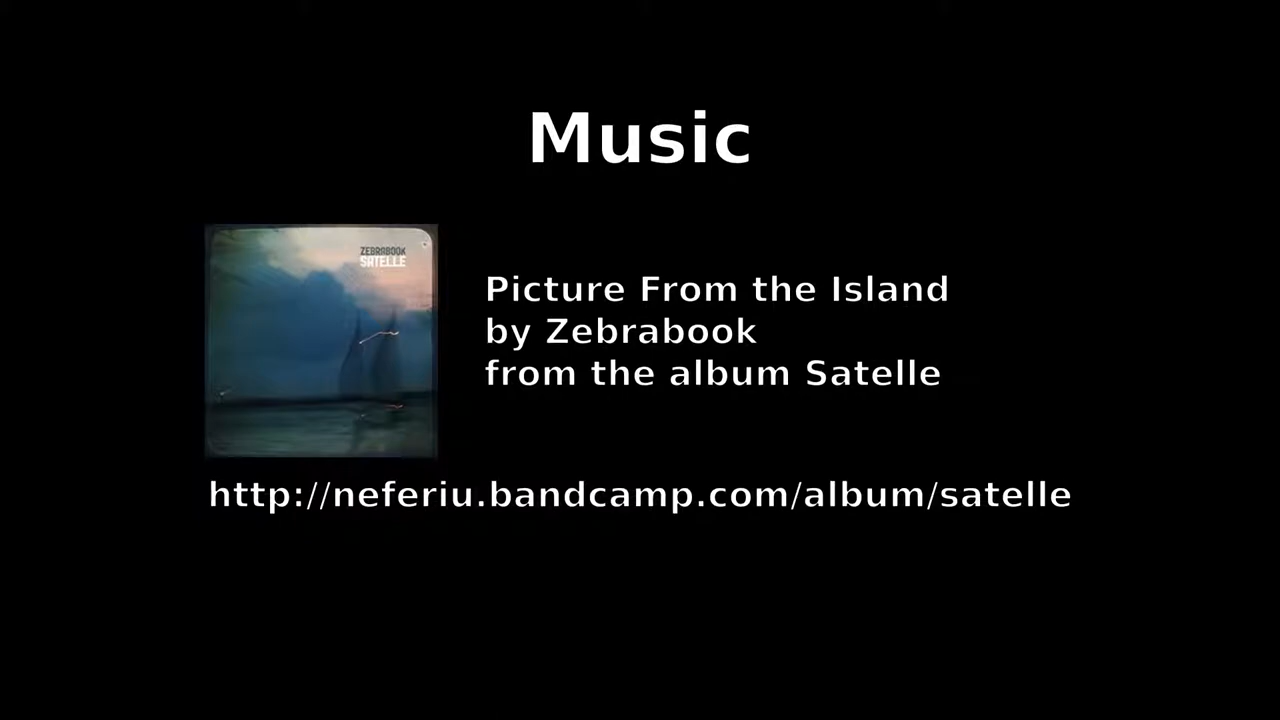 Music
ZEBRABOOK
SATELLE
Picture From the Island
by Zebrabook
from the album Satelle
http://neferiu.bandcamp.com/album/satelle